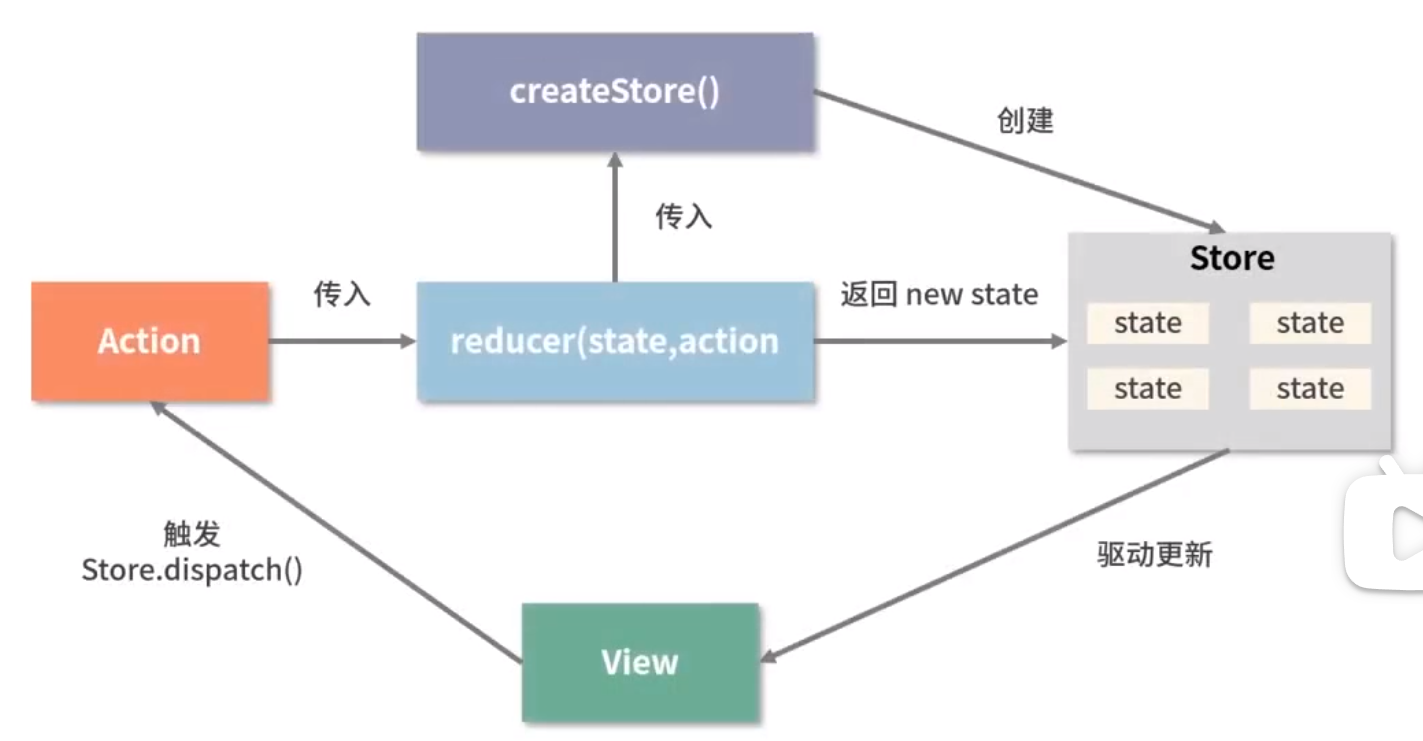 createStore()
创建
传入
Store
传入
返回 new state
Action
reducer(state,action
state
state
state
state
触发
Store.dispatch()
驱动更新
View